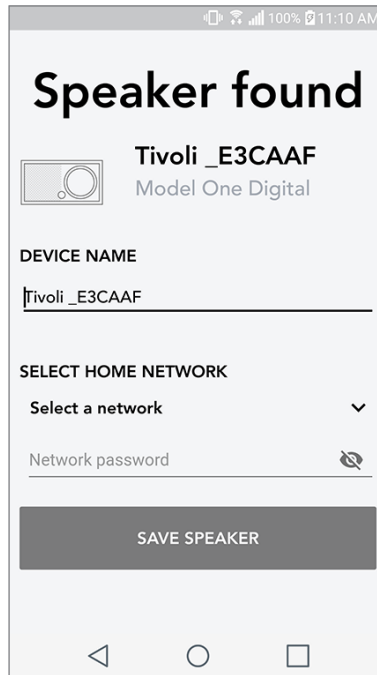 100% 11:10 AM
Speaker found
Tivoli _E3CAAF
Model One Digital
DEVICE NAME
Tivoli _E3CAAF
SELECT HOME NETWORK
Select a network
Network password
SAVE SPEAKER